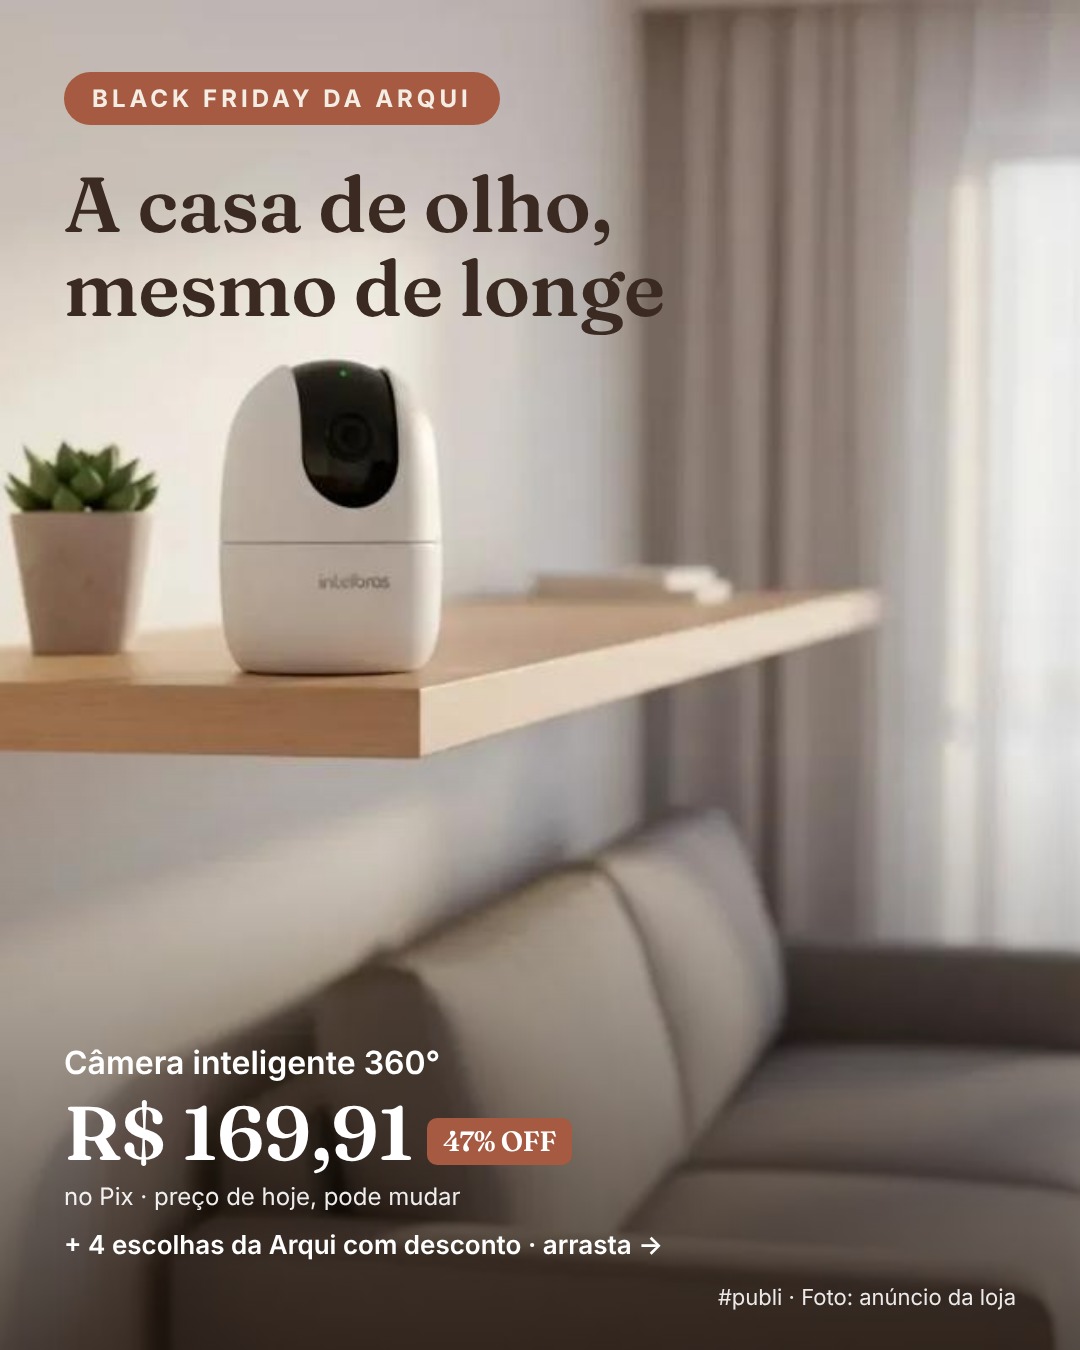 BLACK FRIDAY DA ARQUI
A casa de olho,
mesmo de longe
intelbras
Câmera inteligente 360°
R$ 169,91 47% OFF
no Pix · preço de hoje, pode mudar
+ 4 escolhas da Arqui com desconto · arrasta →
#publi · Foto: anúncio da loja